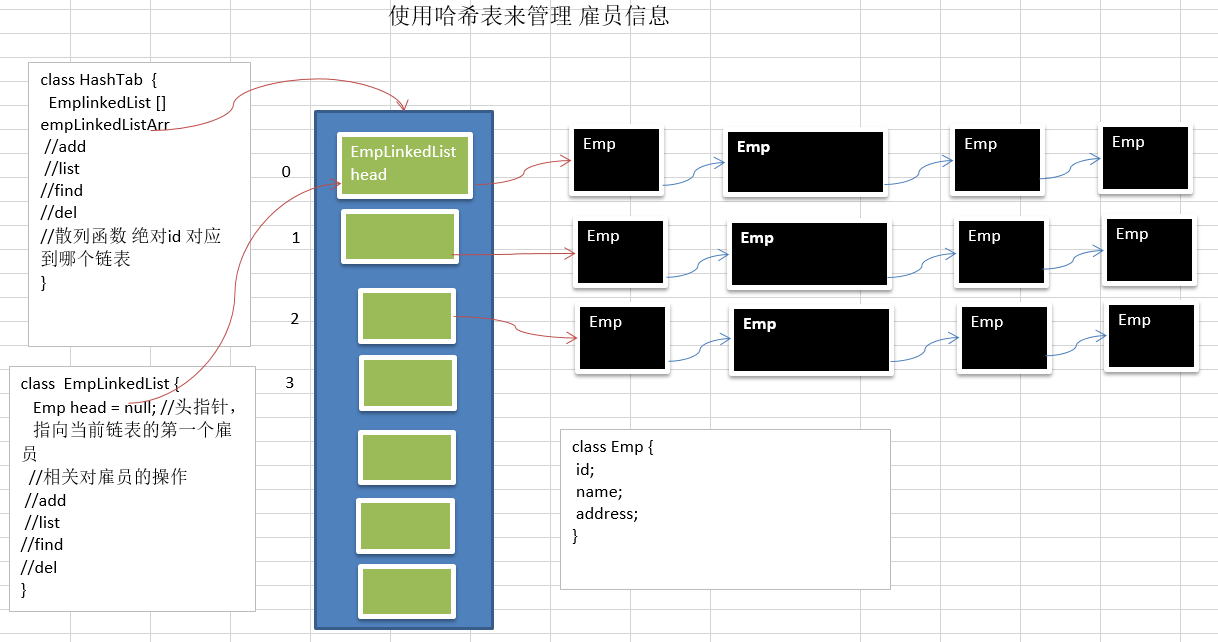 使用哈希表来管理 雇员信息
class HashTab {
EmplinkedList []
empLinkedListArr
//add
//list
//find
//del
//散列函数 绝对id 对应
到哪个链表
}
class EmpLinkedList {
Emp head = null; //头指针，
指向当前链表的第一个雇
员
//相关对雇员的操作
//add
//list
//find
//del
}
0
1
2
3
EmpLinkedList
head
Emp
Emp
Emp
Emp
Emp
Emp
Emp
Emp
Emp
Emp
Emp
Emp
class Emp {
id;
name;
address;
}